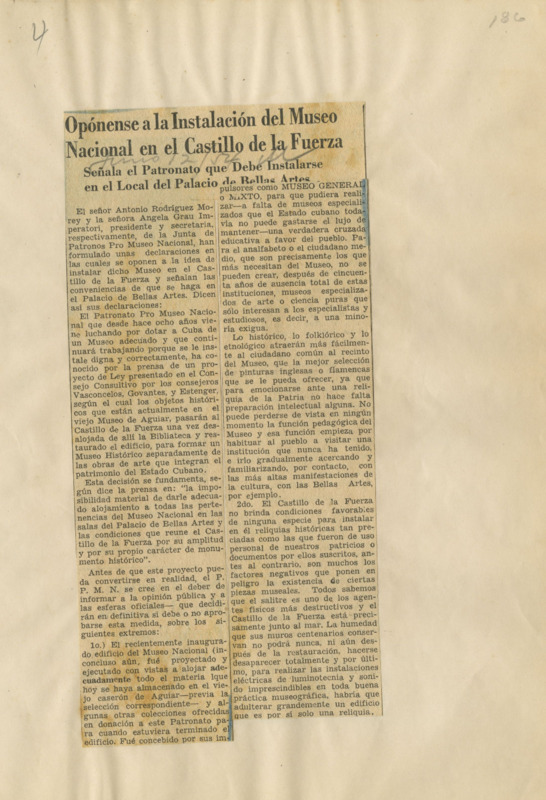 4
186
Opónense a la Instalación del Museo
Nacional en el Castillo de la Fuerza
Junio 12/54
Señala el Patronato que Debe Instalarse
en el Local del Palacio de Bellas Artes
El señor Antonio Rodríguez Mo-
rey y la señora Angela Grau Im-
peratori, presidente y secretaria,
respectivamente, de la Junta de
Patronos Pro Museo Nacional, han
formulado unas declaraciones en
las cuales se oponen a la idea de
instalar dicho Museo en el Cas-
tillo de la Fuerza y señalan las
conveniencias de que se haga en
el Palacio de Bellas Artes. Dicen
así sus declaraciones:
El Patronato Pro Museo Nacio-
nal que desde hace ocho años vie-
ne luchando por dotar a Cuba de
un Museo adecuado y que conti-
nuará trabajando porque se le ins-
tale digna y correctamente, ha co-
nocido por la prensa de un pro-
yecto de Ley presentado en el Con-
sejo Consultivo por los consejeros
Vasconcelos, Govantes, y Estenger,
según el cual los objetos históri-
cos que están actualmente en el
viejo Museo de Aguiar, pasarán al
Castillo de la Fuerza una vez des-
alojada de allí la Biblioteca y res-
taurado el edificio, para formar un
Museo Histórico separadamente de
las obras de arte que integran el
patrimonio del Estado Cubano.
Esta decisión se fundamenta, se-
gún dice la prensa en: "la impo-
sibilidad material de darle adecua-
do alojamiento a todas las perte-
nencias del Museo Nacional en las
salas del Palacio de Bellas Artes y
las condiciones que reune el Cas-
tillo de la Fuerza por su amplitud
y por su propio carácter de monu-
mento histórico".
Antes de que este proyecto pue-
da convertirse en realidad, el P.
P. M. N. se cree en el deber de
informar a la opinión pública y a
las esferas oficiales— que decidi-
rán en definitiva si debe o no apro-
barse esta medida, sobre los si-
guientes extremos:
1o.) El recientemente inaugura-
do edificio del Museo Nacional (in-
concluso aún, fué proyectado y
ejecutado con vistas a alojar ade-
cuadamente todo el materia lque
hoy se haya almacenado en el vie-
jo caserón de Aguiar—previa la
selección correspondiente— y al-
gunas otras colecciones ofrecidas
en donación a este Patronato pa-
ra cuando estuviera terminado el
edificio. Fué concebido por sus im-
pulsores como MUSEO GENERAL
o MIXTO, para que pudiera reali-
zar—a falta de museos especiali-
zados que el Estado cubano toda-
vía no puede gastarse el lujo de
mantener—una verdadera cruzada
educativa a favor del pueblo. Pa-
ra el analfabeto o el ciudadano me-
dio, que son precisamente los que
más necesitan del Museo, no se
pueden crear, después de cincuen-
ta años de ausencia total de estas
instituciones, museos especializa-
dos de arte o ciencia puras que
sólo interesan a los especialistas y
estudiosos, es decir, a una mino-
ría exigua.
Lo histórico, lo folklórico y lo
etnológico atraerán más fácilmen-
te al ciudadano común al recinto
del Museo, que la mejor selección
de pinturas inglesas o flamencas
que se le pueda ofrecer, ya que
para emocionarse ante una reli-
quia de la Patria no hace falta
preparación intelectual alguna. No
puede perderse de vista en ningún
momento la función pedagógica del
Museo y esa función empieza por
habituar al pueblo a visitar una
institución que nunca ha tenido,
e irlo gradualmente acercando y
familiarizando, por contacto, con
las más altas manifestaciones de
la cultura, con las Bellas Artes,
por ejemplo.
2do. El Castillo de la Fuerza
no brinda condiciones favorables
de ninguna especie para instalar
en él reliquias históricas tan pre-
ciadas como las que fueron de uso
personal de nuestros patricios o
documentos por ellos suscritos, an-
tes al contrario, son muchos los
factores negativos que ponen en
peligro la existencia de ciertas
piezas museales. Todos sabemos
que el salitre es uno de los agen-
tes físicos más destructivos y el
Castillo de la Fuerza está preci-
samente junto al mar. La humedad
que sus muros centenarios conser-
van no podrá nunca, ni aún des-
pués de la restauración, hacerse
desaparecer totalmente y por últi-
mo, para realizar las instalaciones
eléctricas de luminotecnia y soni-
do imprescindibles en toda buena
práctica museográfica, habría que
adulterar grandemente un edificio
que es por sí solo una reliquia.